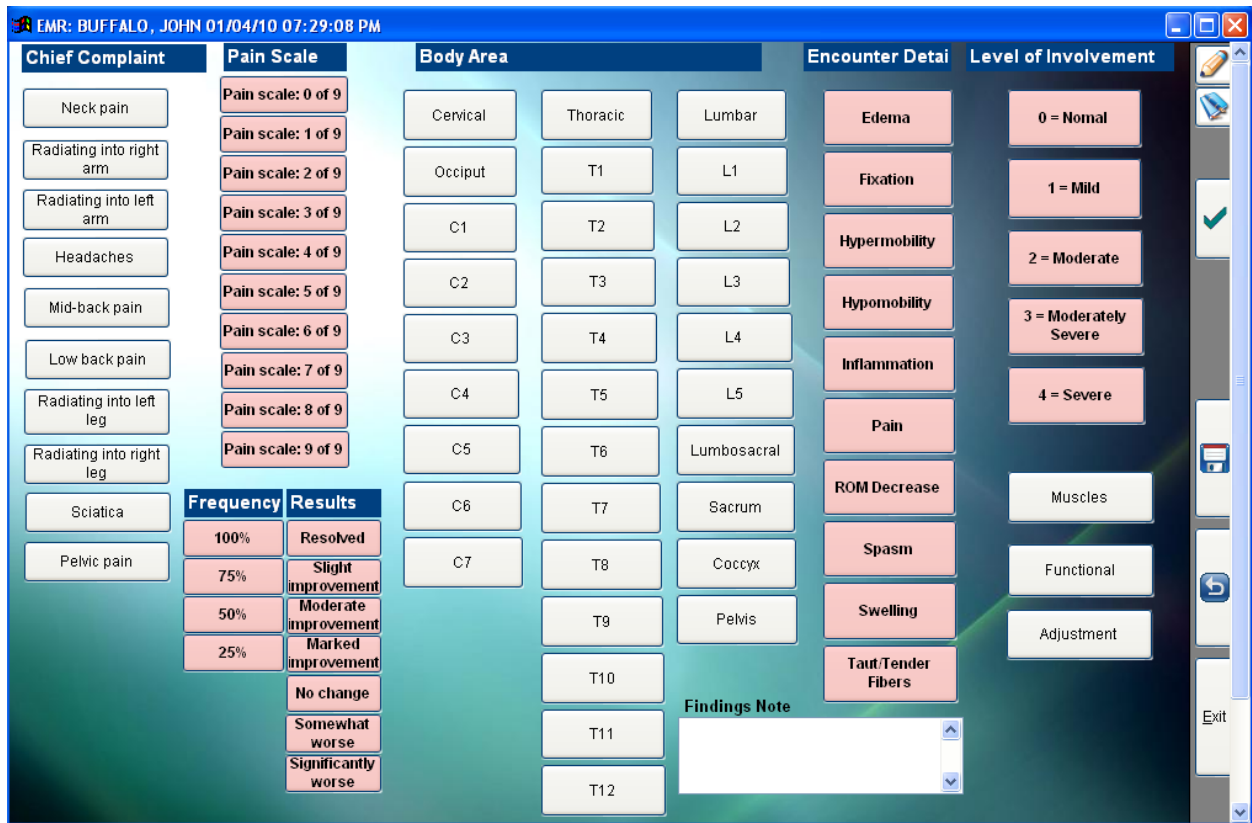 EMR: BUFFALO, JOHN 01/04/10 07:29:08 PM
Chief Complaint
Neck pain
Radiating into right
arm
Radiating into left
arm
Headaches
Mid-back pain
Low back pain
Radiating into left
leg
Radiating into right
leg
Sciatica
Pelvic pain
Pain Scale
Pain scale: 0 of 9
Pain scale: 1 of 9
Pain scale: 2 of 9
Pain scale: 3 of 9
Pain scale: 4 of 9
Pain scale: 5 of 9
Pain scale: 6 of 9
Pain scale: 7 of 9
Pain scale: 8 of 9
Pain scale: 9 of 9
Frequency
100%
75%
50%
25%
Results
Resolved
Slight
improvement
Moderate
improvement
Marked
improvement
No change
Somewhat
worse
Significantly
worse
Body Area
Cervical
Occiput
C1
C2
C3
C4
C5
C6
C7
Thoracic
T1
T2
T3
T4
T5
T6
T7
T8
T9
T10
T11
T12
Lumbar
L1
L2
L3
L4
L5
Lumbosacral
Sacrum
Coccyx
Pelvis
Findings Note
Encounter Detai
Edema
Fixation
Hypermobility
Hypomobility
Inflammation
Pain
ROM Decrease
Spasm
Swelling
Taut/Tender
Fibers
Level of Involvement
0 = Nomal
1 = Mild
2 = Moderate
3 = Moderately
Severe
4 = Severe
Muscles
Functional
Adjustment
Exit